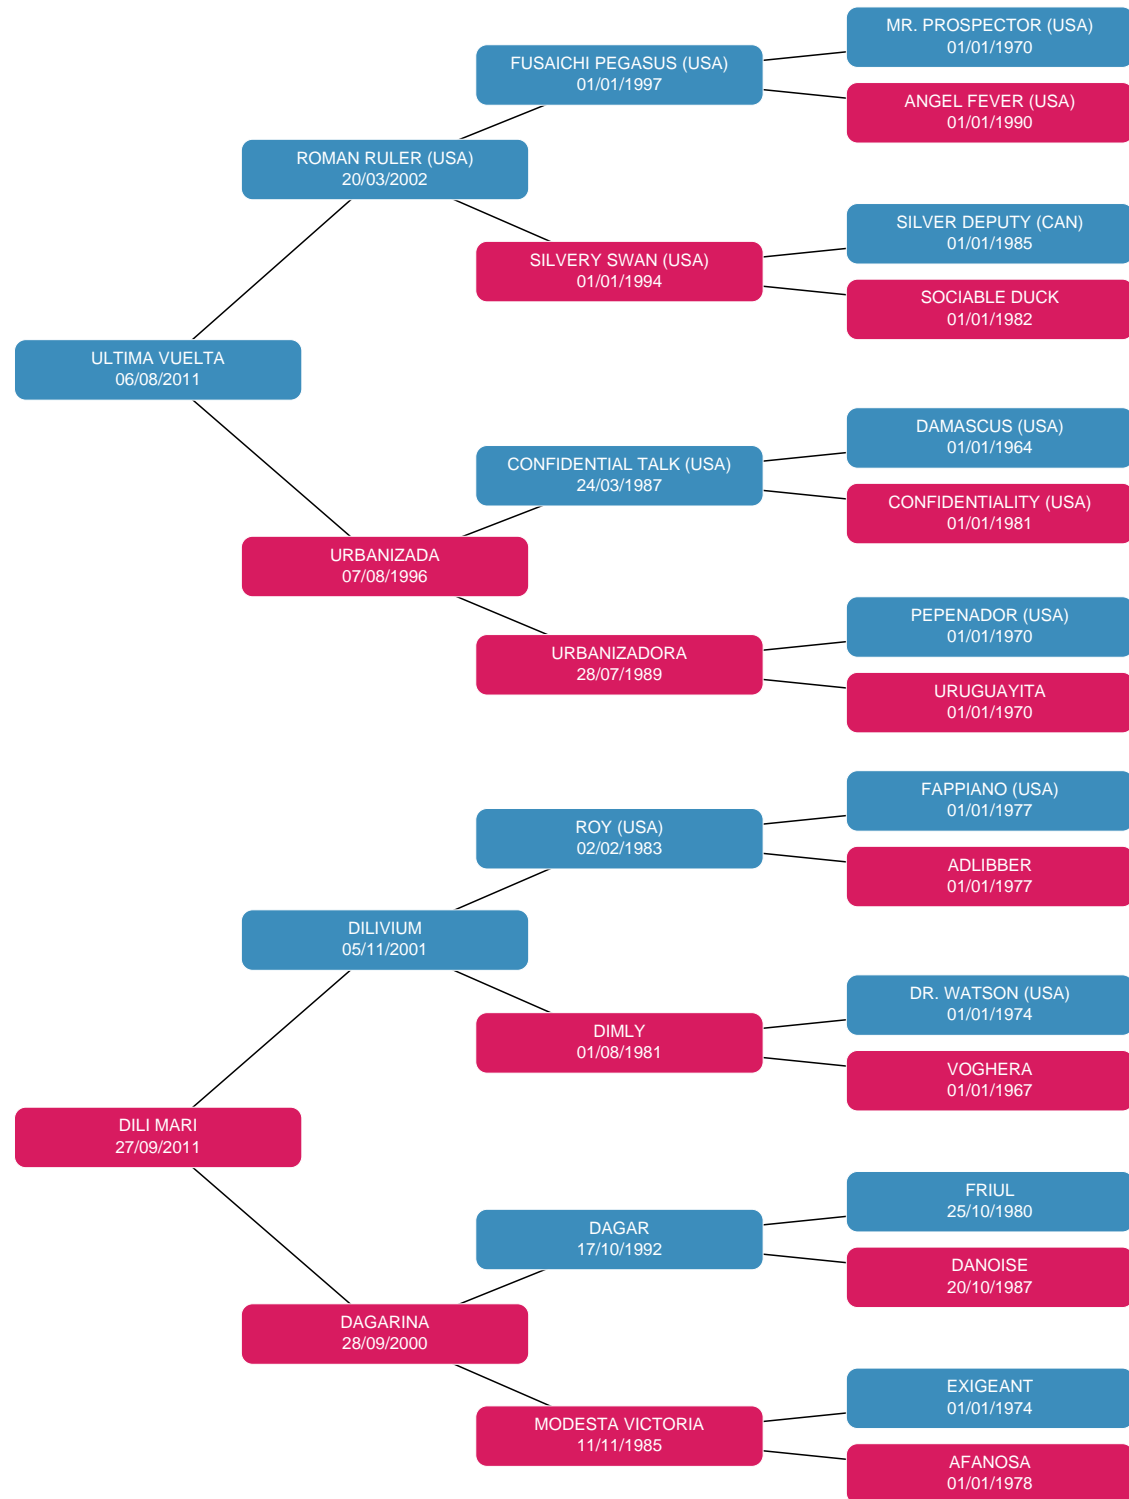 MR. PROSPECTOR (USA)
01/01/1970
FUSAICHI PEGASUS (USA)
01/01/1997
ANGEL FEVER (USA)
01/01/1990
ROMAN RULER (USA)
20/03/2002
SILVER DEPUTY (CAN)
01/01/1985
SILVERY SWAN (USA)
01/01/1994
SOCIABLE DUCK
01/01/1982
ULTIMA VUELTA
06/08/2011
DAMASCUS (USA)
01/01/1964
CONFIDENTIAL TALK (USA)
24/03/1987
CONFIDENTIALITY (USA)
01/01/1981
URBANIZADA
07/08/1996
PEPENADOR (USA)
01/01/1970
URBANIZADORA
28/07/1989
URUGUAYITA
01/01/1970
FAPPIANO (USA)
01/01/1977
ROY (USA)
02/02/1983
ADLIBBER
01/01/1977
DILIVIUM
05/11/2001
DR. WATSON (USA)
01/01/1974
DIMLY
01/08/1981
VOGHERA
01/01/1967
DILI MARI
27/09/2011
FRIUL
25/10/1980
DAGAR
17/10/1992
DANOISE
20/10/1987
DAGARINA
28/09/2000
EXIGEANT
01/01/1974
MODESTA VICTORIA
11/11/1985
AFANOSA
01/01/1978